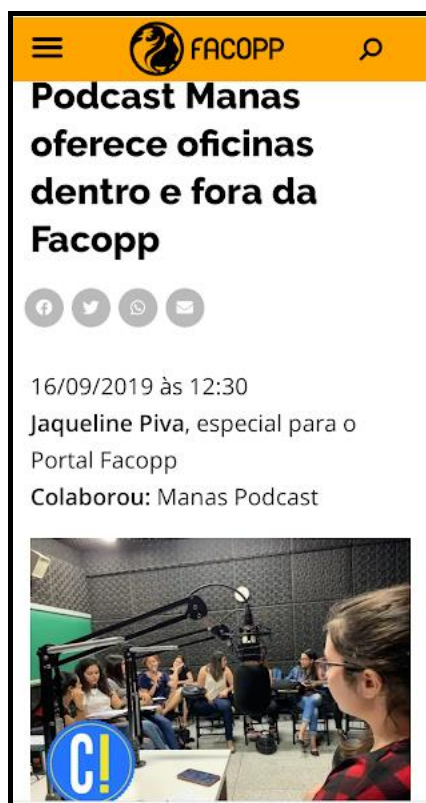 FACOPP
Podcast Manas
oferece oficinas
dentro e fora da
Facopp
16/09/2019 às 12:30
Jaqueline Piva, especial para o
Portal Facopp
Colaborou: Manas Podcast
C!